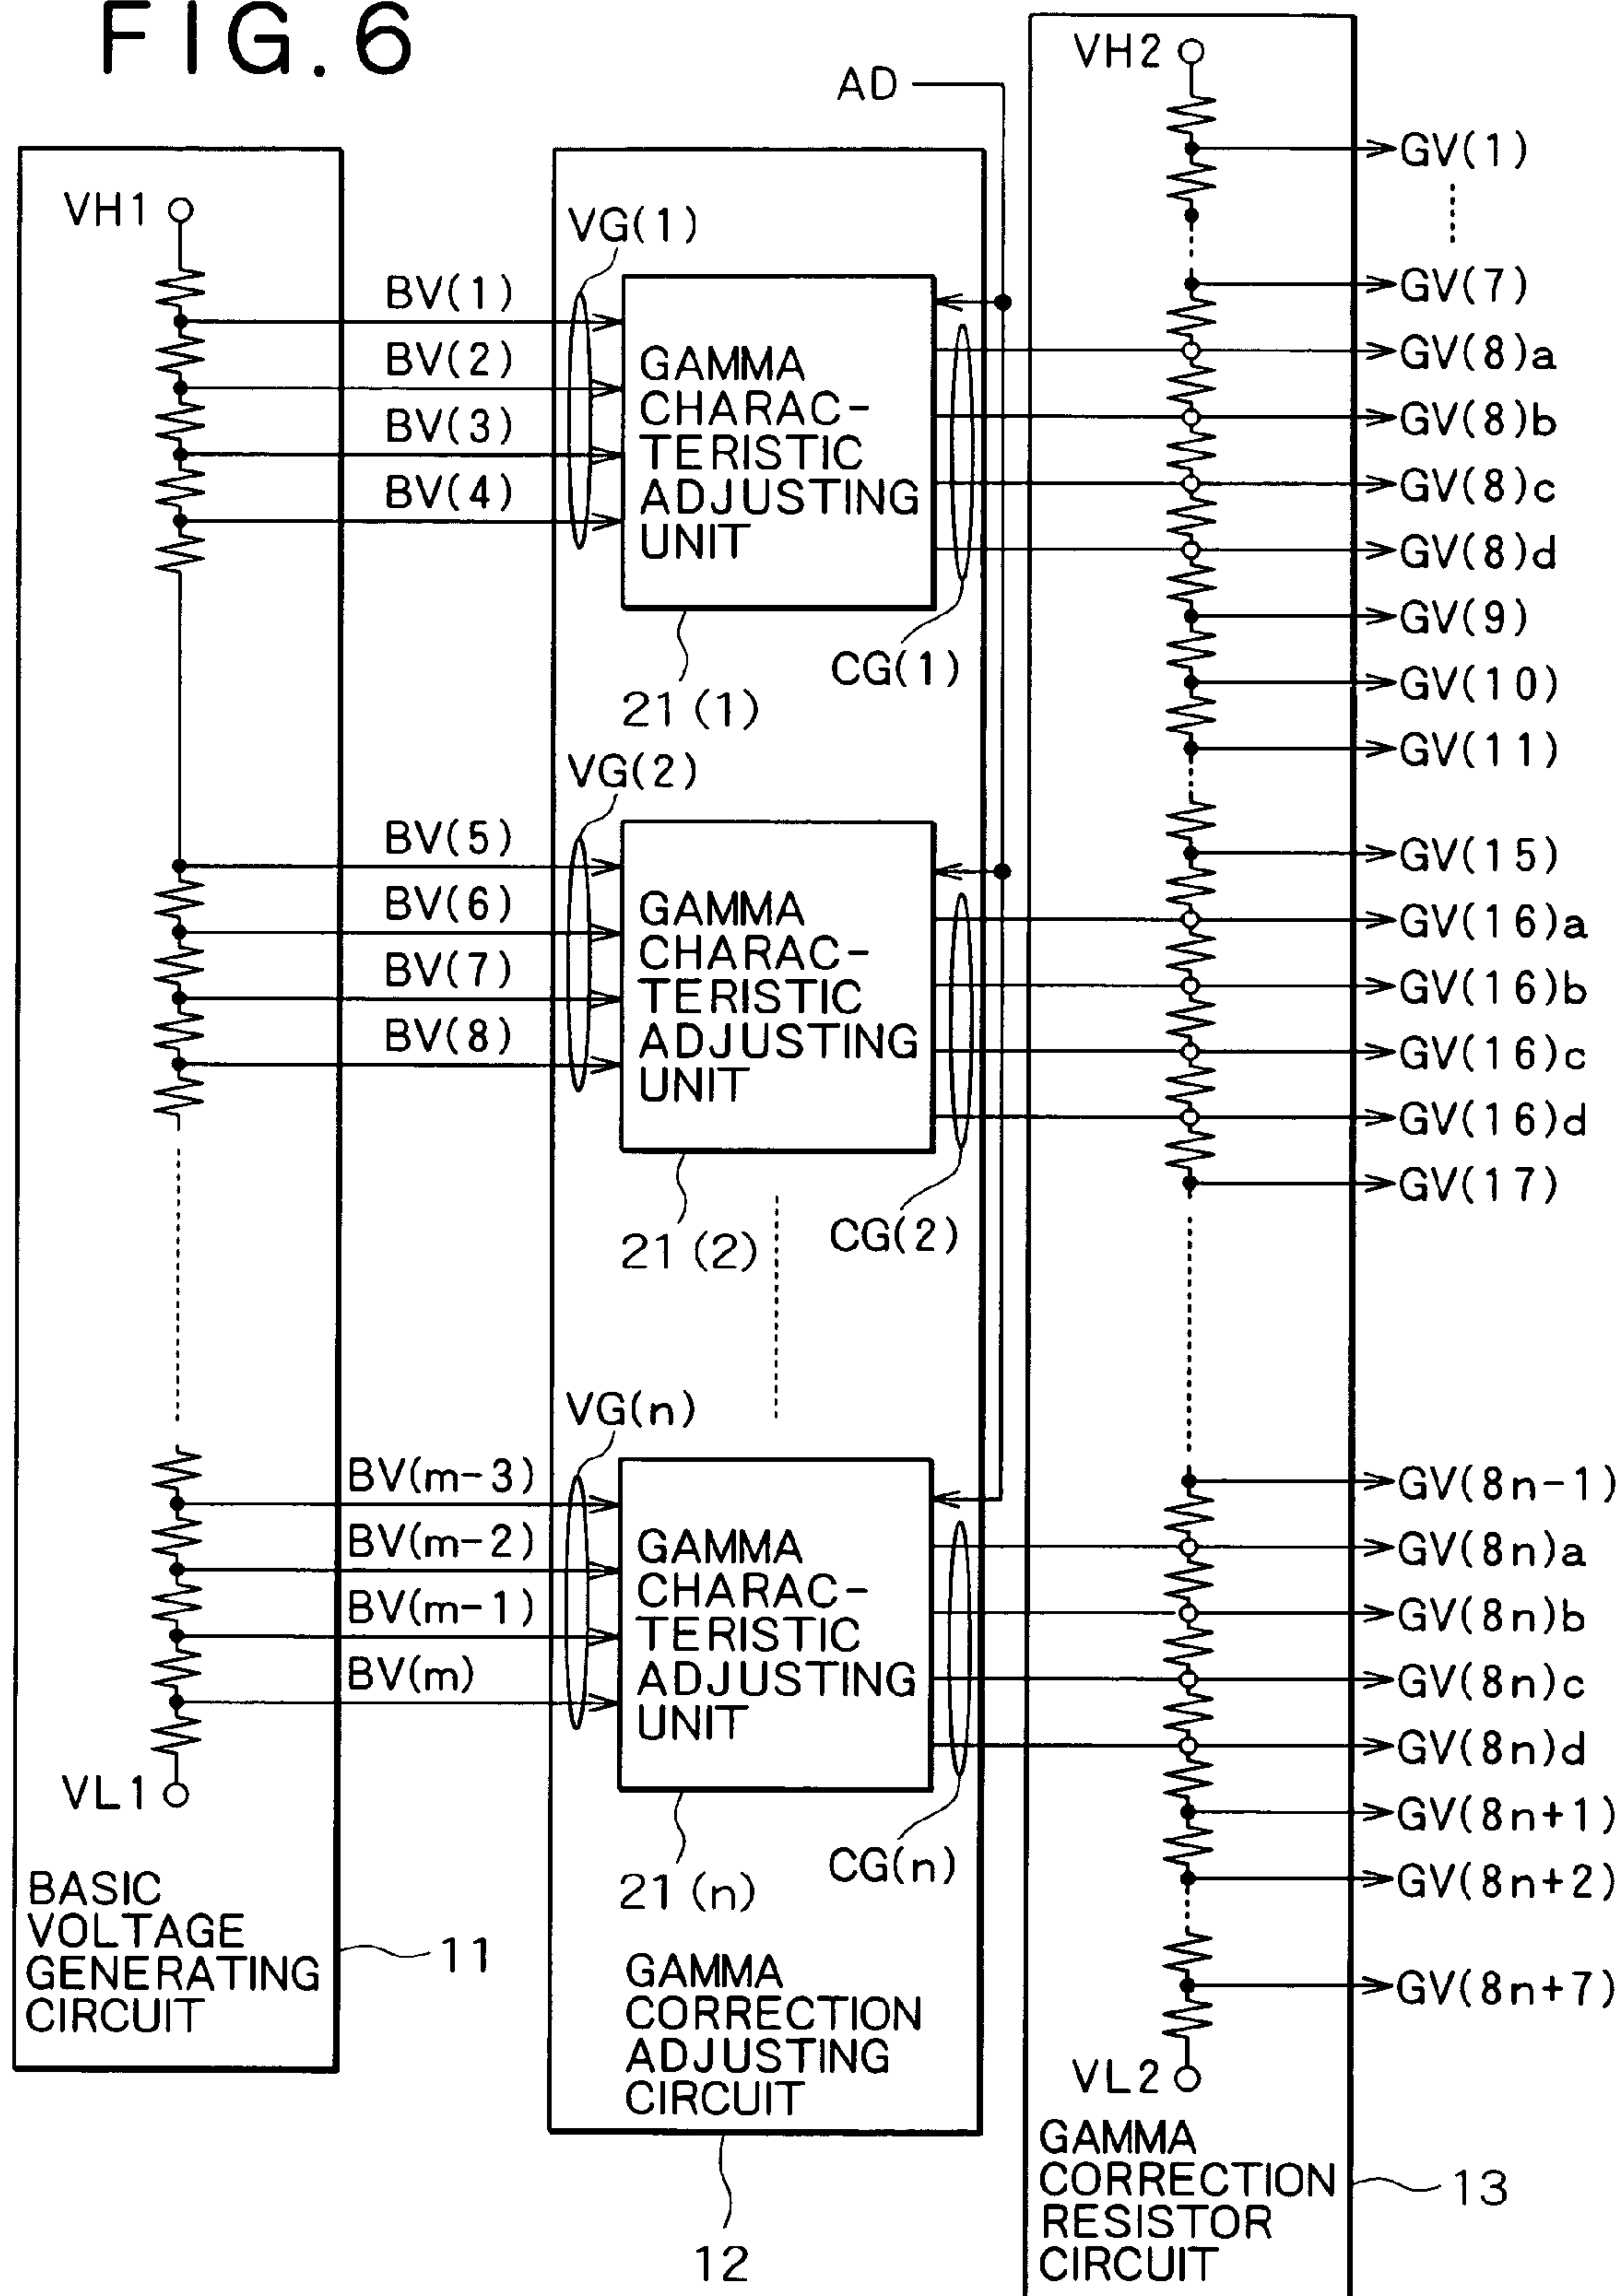 FIG.6
VH2
AD
GV(1)
VH1
VG(1)
BV(1)
GV(7)
BV(2)
GV(8)a
BV(3)
GV(8)b
BV(4)
GV(8)c
GAMMA
CHARAC-
TERISTIC
ADJUSTING
UNIT
GV(8)d
GV(9)
CG(1)
GV(10)
21(1)
GV(11)
VG(2)
BV(5)
GV(15)
BV(6)
GV(16)a
BV(7)
GV(16)b
BV(8)
GV(16)c
GAMMA
CHARAC-
TERISTIC
ADJUSTING
UNIT
GV(16)d
GV(17)
CG(2)
21(2)
VG(n)
BV(m-3)
GV(8n-1)
BV(m-2)
GV(8n)a
BV(m-1)
GV(8n)b
BV(m)
GV(8n)c
GAMMA
CHARAC-
TERISTIC
ADJUSTING
UNIT
GV(8n)d
VL1
GV(8n+1)
CG(n)
GV(8n+2)
21(n)
BASIC
VOLTAGE
GENERATING
CIRCUIT
11
GV(8n+7)
GAMMA
CORRECTION
ADJUSTING
CIRCUIT
VL2
12
GAMMA
CORRECTION
RESISTOR
CIRCUIT
13